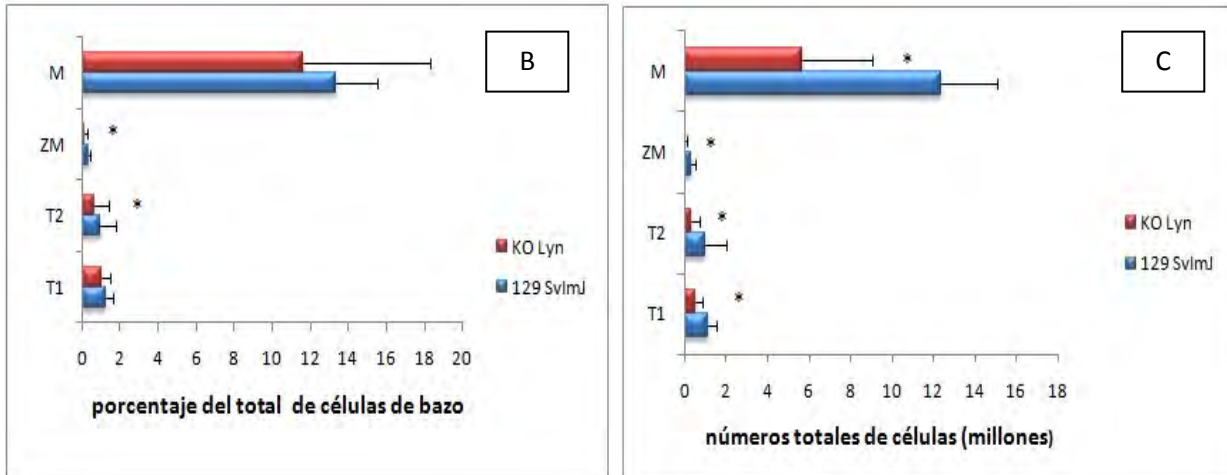 B
M
*
ZM
*
T2
T1
KO Lyn
129 SvImJ
0 2 4 6 8 10 12 14 16 18 20
porcentaje del total de células de bazo
C
M
*
ZM
*
T2
*
T1
*
KO Lyn
129 SvImJ
0 2 4 6 8 10 12 14 16 18
números totales de células (millones)